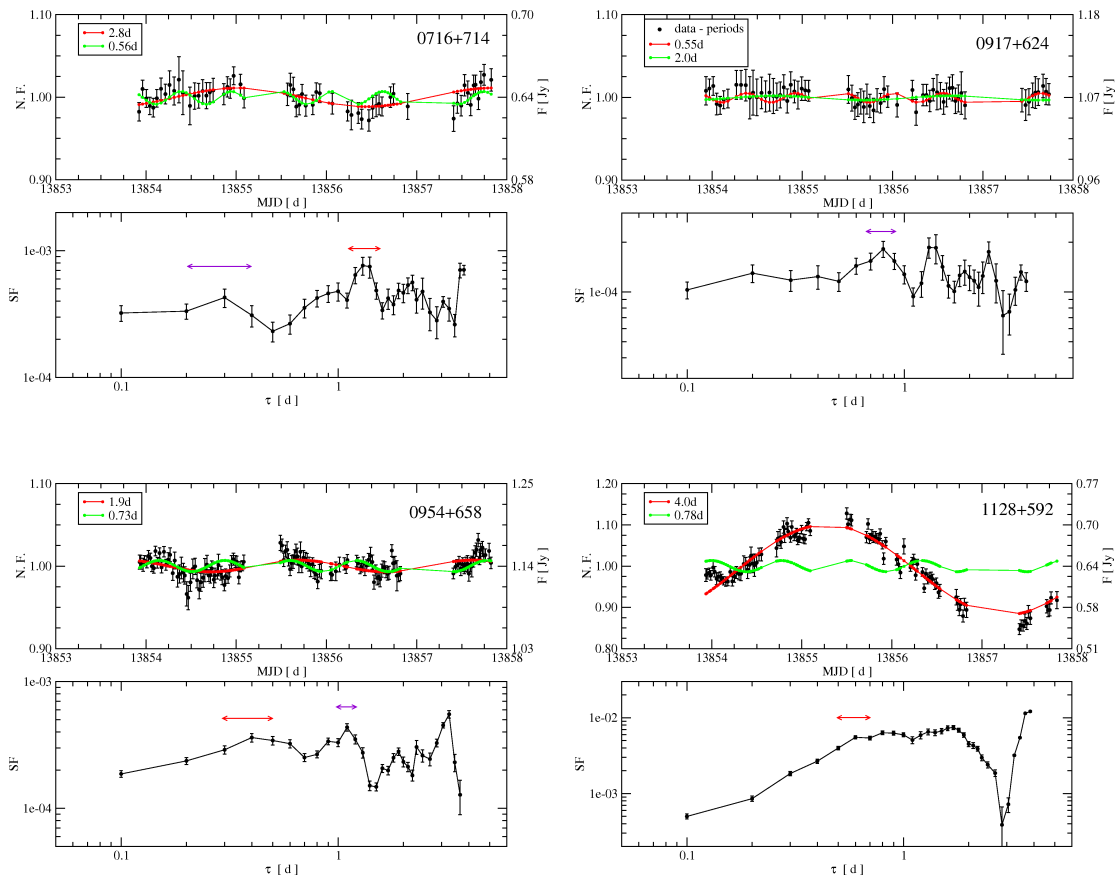 1.10
1.00
0.90
N. F.
2.8d
0.56d
0716+714
0.70
0.64
0.58
F [ Jy ]
13853 13854 13855 13856 13857 13858
MJD [ d ]
1e-03
1e-04
SF
0.1 1
τ [ d ]
1.10
1.00
0.90
N. F.
data - periods
0.55d
2.0d
0917+624
1.18
1.07
0.96
F [ Jy ]
13853 13854 13855 13856 13857 13858
MJD [ d ]
1e-04
SF
0.1 1
τ [ d ]
1.10
1.00
0.90
N. F.
1.9d
0.73d
0954+658
1.25
1.14
1.03
F [ Jy ]
13853 13854 13855 13856 13857 13858
MJD [ d ]
1e-03
1e-04
SF
0.1 1
τ [ d ]
1.20
1.10
1.00
0.90
0.80
N. F.
4.0d
0.78d
1128+592
0.77
0.70
0.64
0.58
0.51
F [ Jy ]
13853 13854 13855 13856 13857 13858
MJD [ d ]
1e-02
1e-03
SF
0.1 1
τ [ d ]